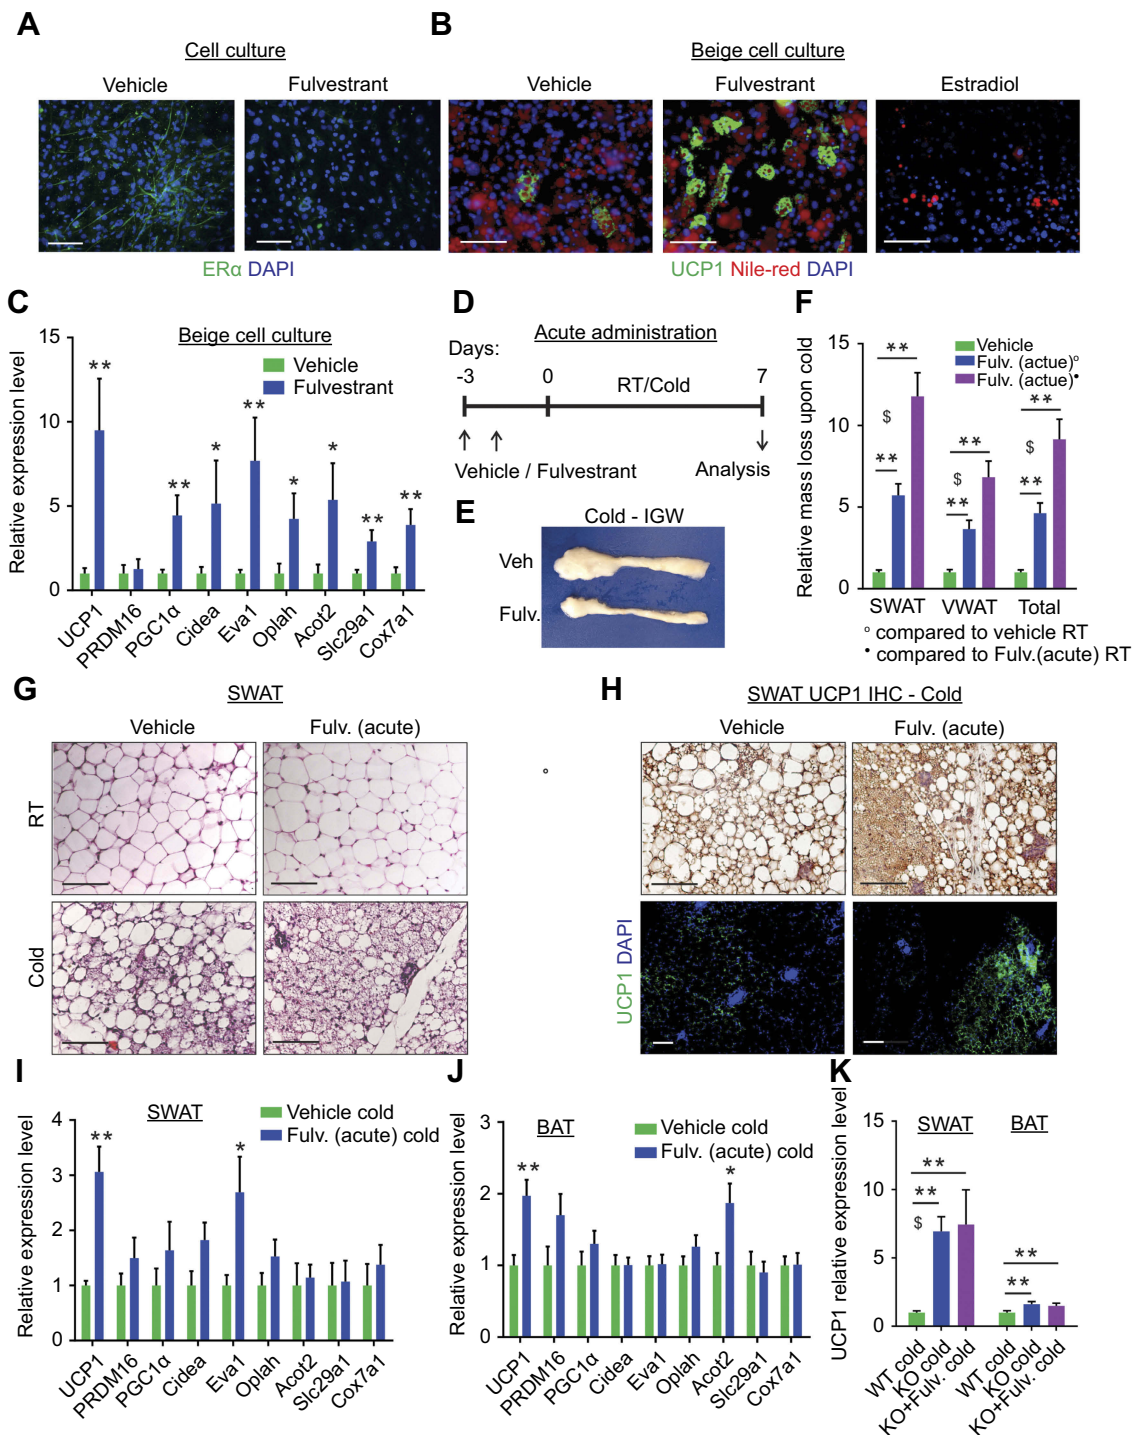 A
Cell culture
Vehicle
Fulvestrant
ERα DAPI
B
Beige cell culture
Vehicle
Fulvestrant
Estradiol
UCP1 Nile-red DAPI
C
Beige cell culture
Vehicle
Fulvestrant
Relative expression level
15
10
5
0
**
**
*
**
*
*
**
**
UCP1
PRDM16
PGC1α
Cidea
Eva1
Oplah
Acot2
Slc29a1
Cox7a1
D
Acute administration
Days:
-3
0
7
RT/Cold
Vehicle / Fulvestrant
Analysis
E
Cold - IGW
Veh
Fulv.
F
Relative mass loss upon cold
15
10
5
0
Vehicle
Fulv. (actue)°
Fulv. (actue)•
**
$
**
**
$
**
**
$
**
SWAT
VWAT
Total
° compared to vehicle RT
• compared to Fulv.(acute) RT
G
SWAT
Vehicle
Fulv. (acute)
RT
Cold
°
H
SWAT UCP1 IHC - Cold
Vehicle
Fulv. (acute)
UCP1 DAPI
I
SWAT
Vehicle cold
Fulv. (acute) cold
Relative expression level
4
3
2
1
0
**
*
UCP1
PRDM16
PGC1α
Cidea
Eva1
Oplah
Acot2
Slc29a1
Cox7a1
J
BAT
Vehicle cold
Fulv. (acute) cold
Relative expression level
3
2
1
0
**
*
UCP1
PRDM16
PGC1α
Cidea
Eva1
Oplah
Acot2
Slc29a1
Cox7a1
K
SWAT
BAT
UCP1 relative expression level
15
10
5
0
**
**
$
**
**
WT cold
KO cold
KO+Fulv. cold
WT cold
KO cold
KO+Fulv. cold